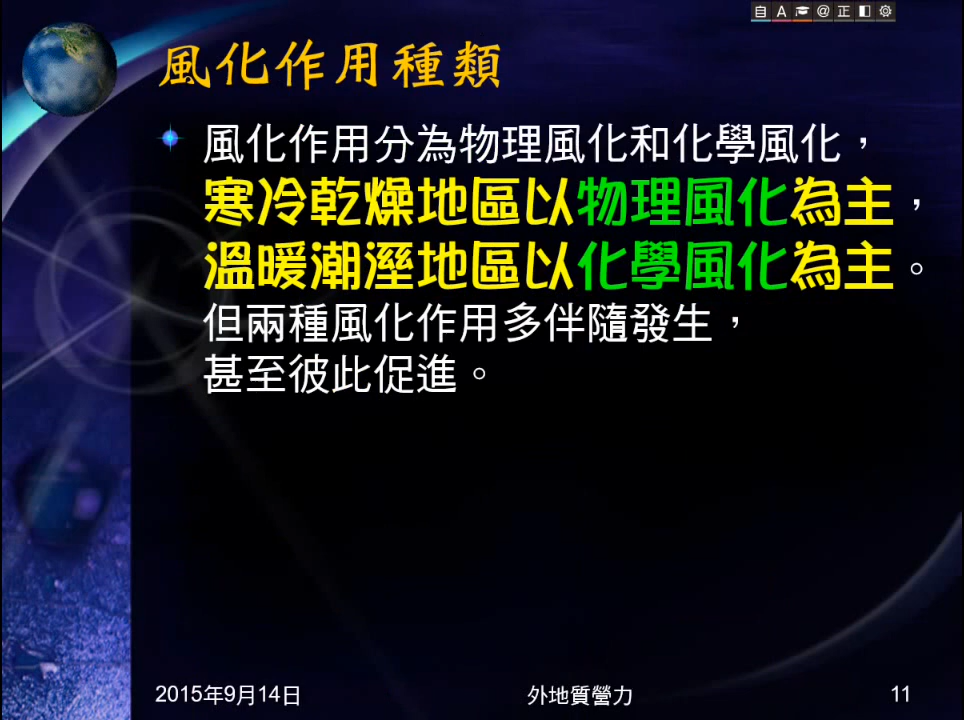 自 A @ 正
風化作用種類
風化作用分為物理風化和化學風化，
寒冷乾燥地區以物理風化為主，
溫暖潮溼地區以化學風化為主。
但兩種風化作用多伴隨發生，
甚至彼此促進。
2015年9月14日
外地質營力
11